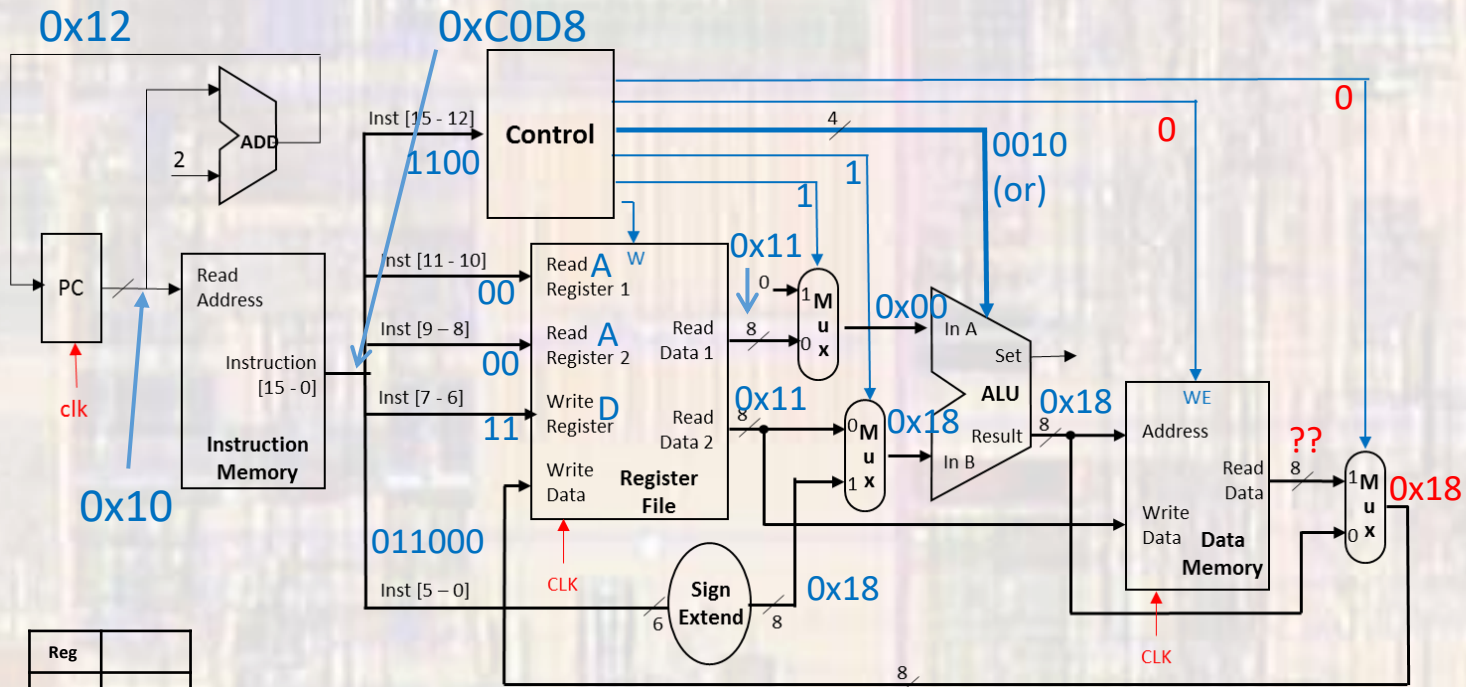 0x12
0xC0D8
ADD
2
PC
clk
0x10
Read
Address
Instruction
[15 - 0]
Instruction
Memory
Inst [15 - 12]
1100
Inst [11 - 10]
00
Inst [9 – 8]
00
Inst [7 - 6]
11
011000
Inst [5 – 0]
6
Control
W
Read A
Register 1
Read A
Register 2
Write D
Register
Write
Data
Read
Data 1
Read
Data 2
Register
File
CLK
Sign
Extend
8
0x18
0x11
8
0x11
8
0
1
M
u
x
0
1
0
M
u
x
1
1
0x00
0x18
4
0010
(or)
In A
In B
Set
ALU
Result
0x18
8
0
0
WE
Address
Read
Data
Write
Data
Data
Memory
CLK
??
8
1
M
u
x
0
0x18
8
Reg